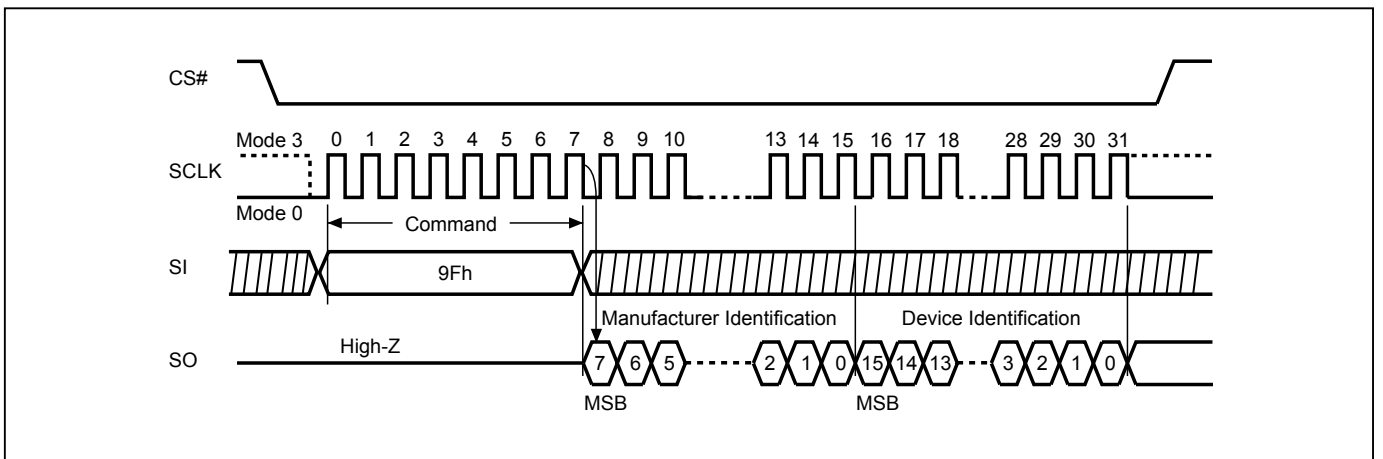 CS#
Mode 3 0 1 2 3 4 5 6 7 8 9 10 13 14 15 16 17 18 28 29 30 31
SCLK
Mode 0
Command
SI 9Fh
Manufacturer Identification Device Identification
High-Z
SO 7 6 5 2 1 0 15 14 13 3 2 1 0
MSB MSB